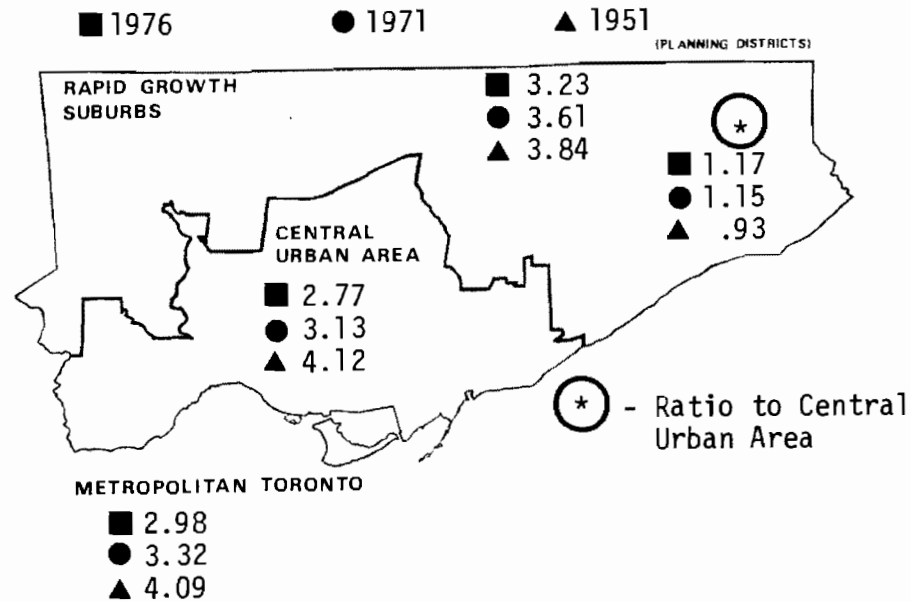 ■ 1976 ● 1971 ▲ 1951
(PLANNING DISTRICTS)
RAPID GROWTH
SUBURBS
■ 3.23
● 3.61
▲ 3.84
*
■ 1.17
● 1.15
▲ .93
CENTRAL
URBAN AREA
■ 2.77
● 3.13
▲ 4.12
* - Ratio to Central
Urban Area
METROPOLITAN TORONTO
■ 2.98
● 3.32
▲ 4.09